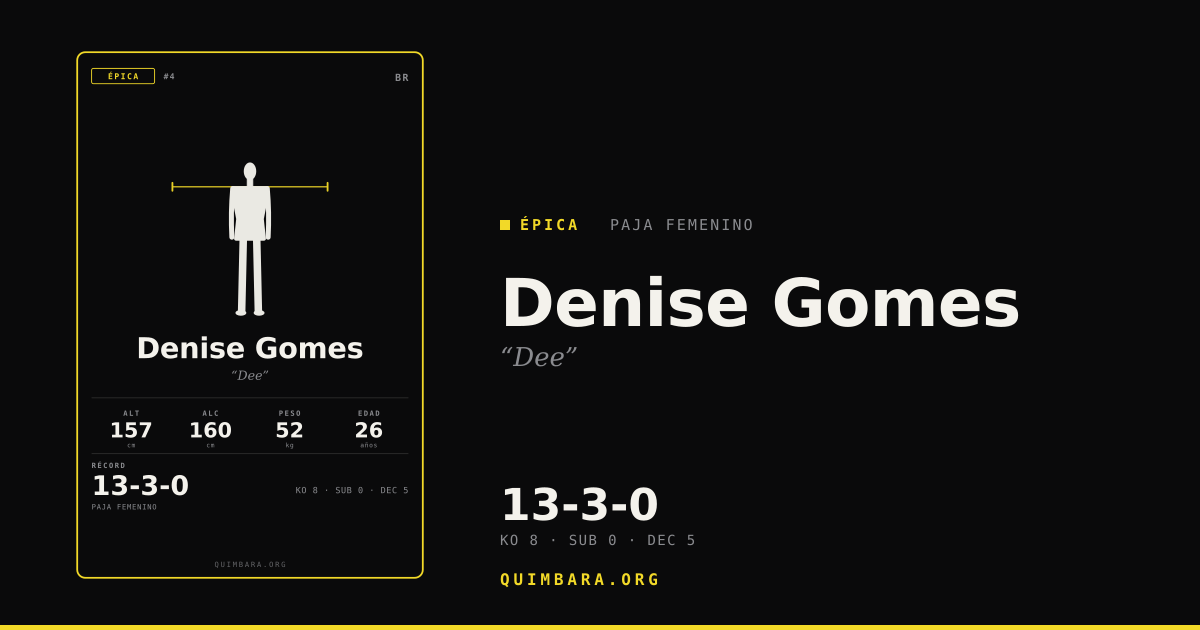 ÉPICA #4 BR
Denise Gomes
“Dee”
ALT ALC PESO EDAD
157 160 52 26
cm cm kg años
RÉCORD
13-3-0 KO 8 · SUB 0 · DEC 5
PAJA FEMENINO
QUIMBARA.ORG
ÉPICA PAJA FEMENINO
Denise Gomes
“Dee”
13-3-0
KO 8 · SUB 0 · DEC 5
QUIMBARA.ORG